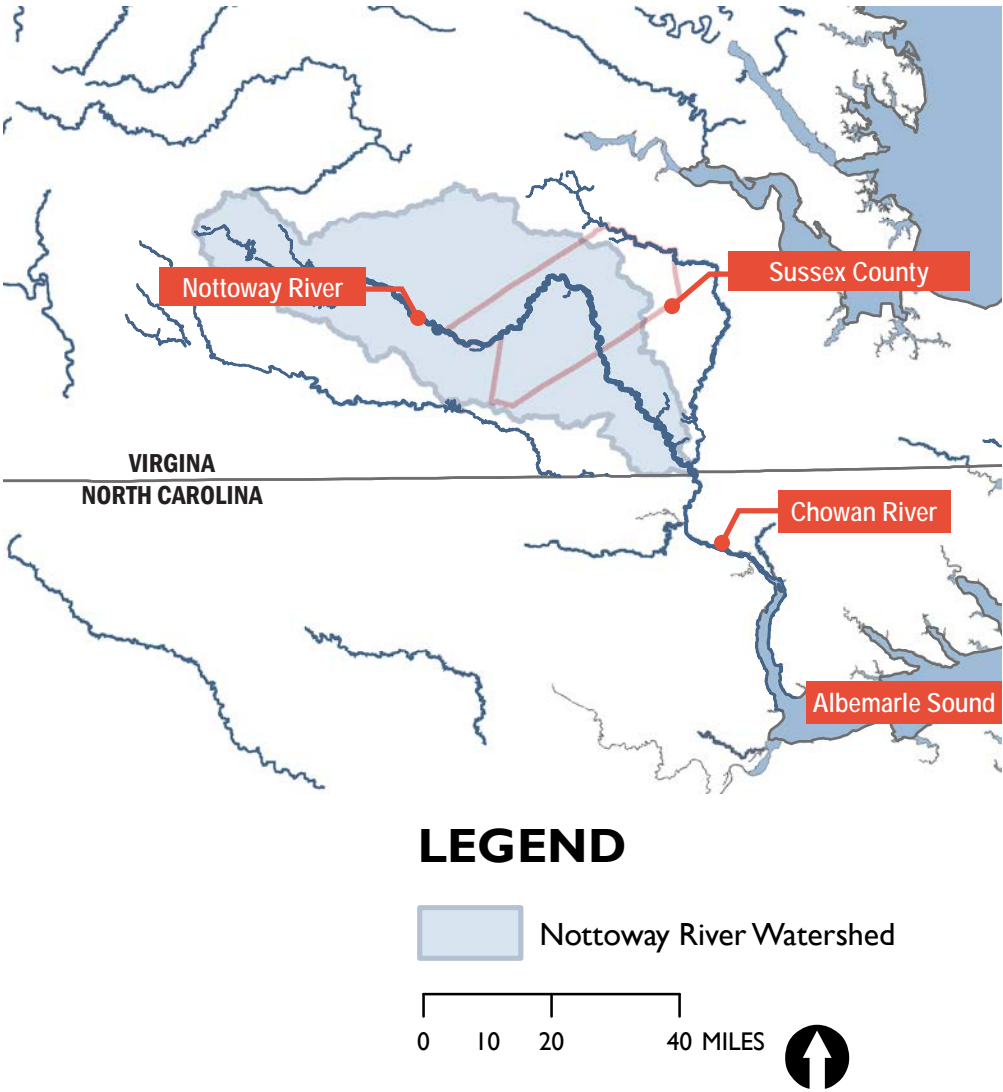 Sussex County
Nottoway River
VIRGINA
NORTH CAROLINA
Chowan River
Albemarle Sound
LEGEND
Nottoway River Watershed
0 10 20 40 MILES